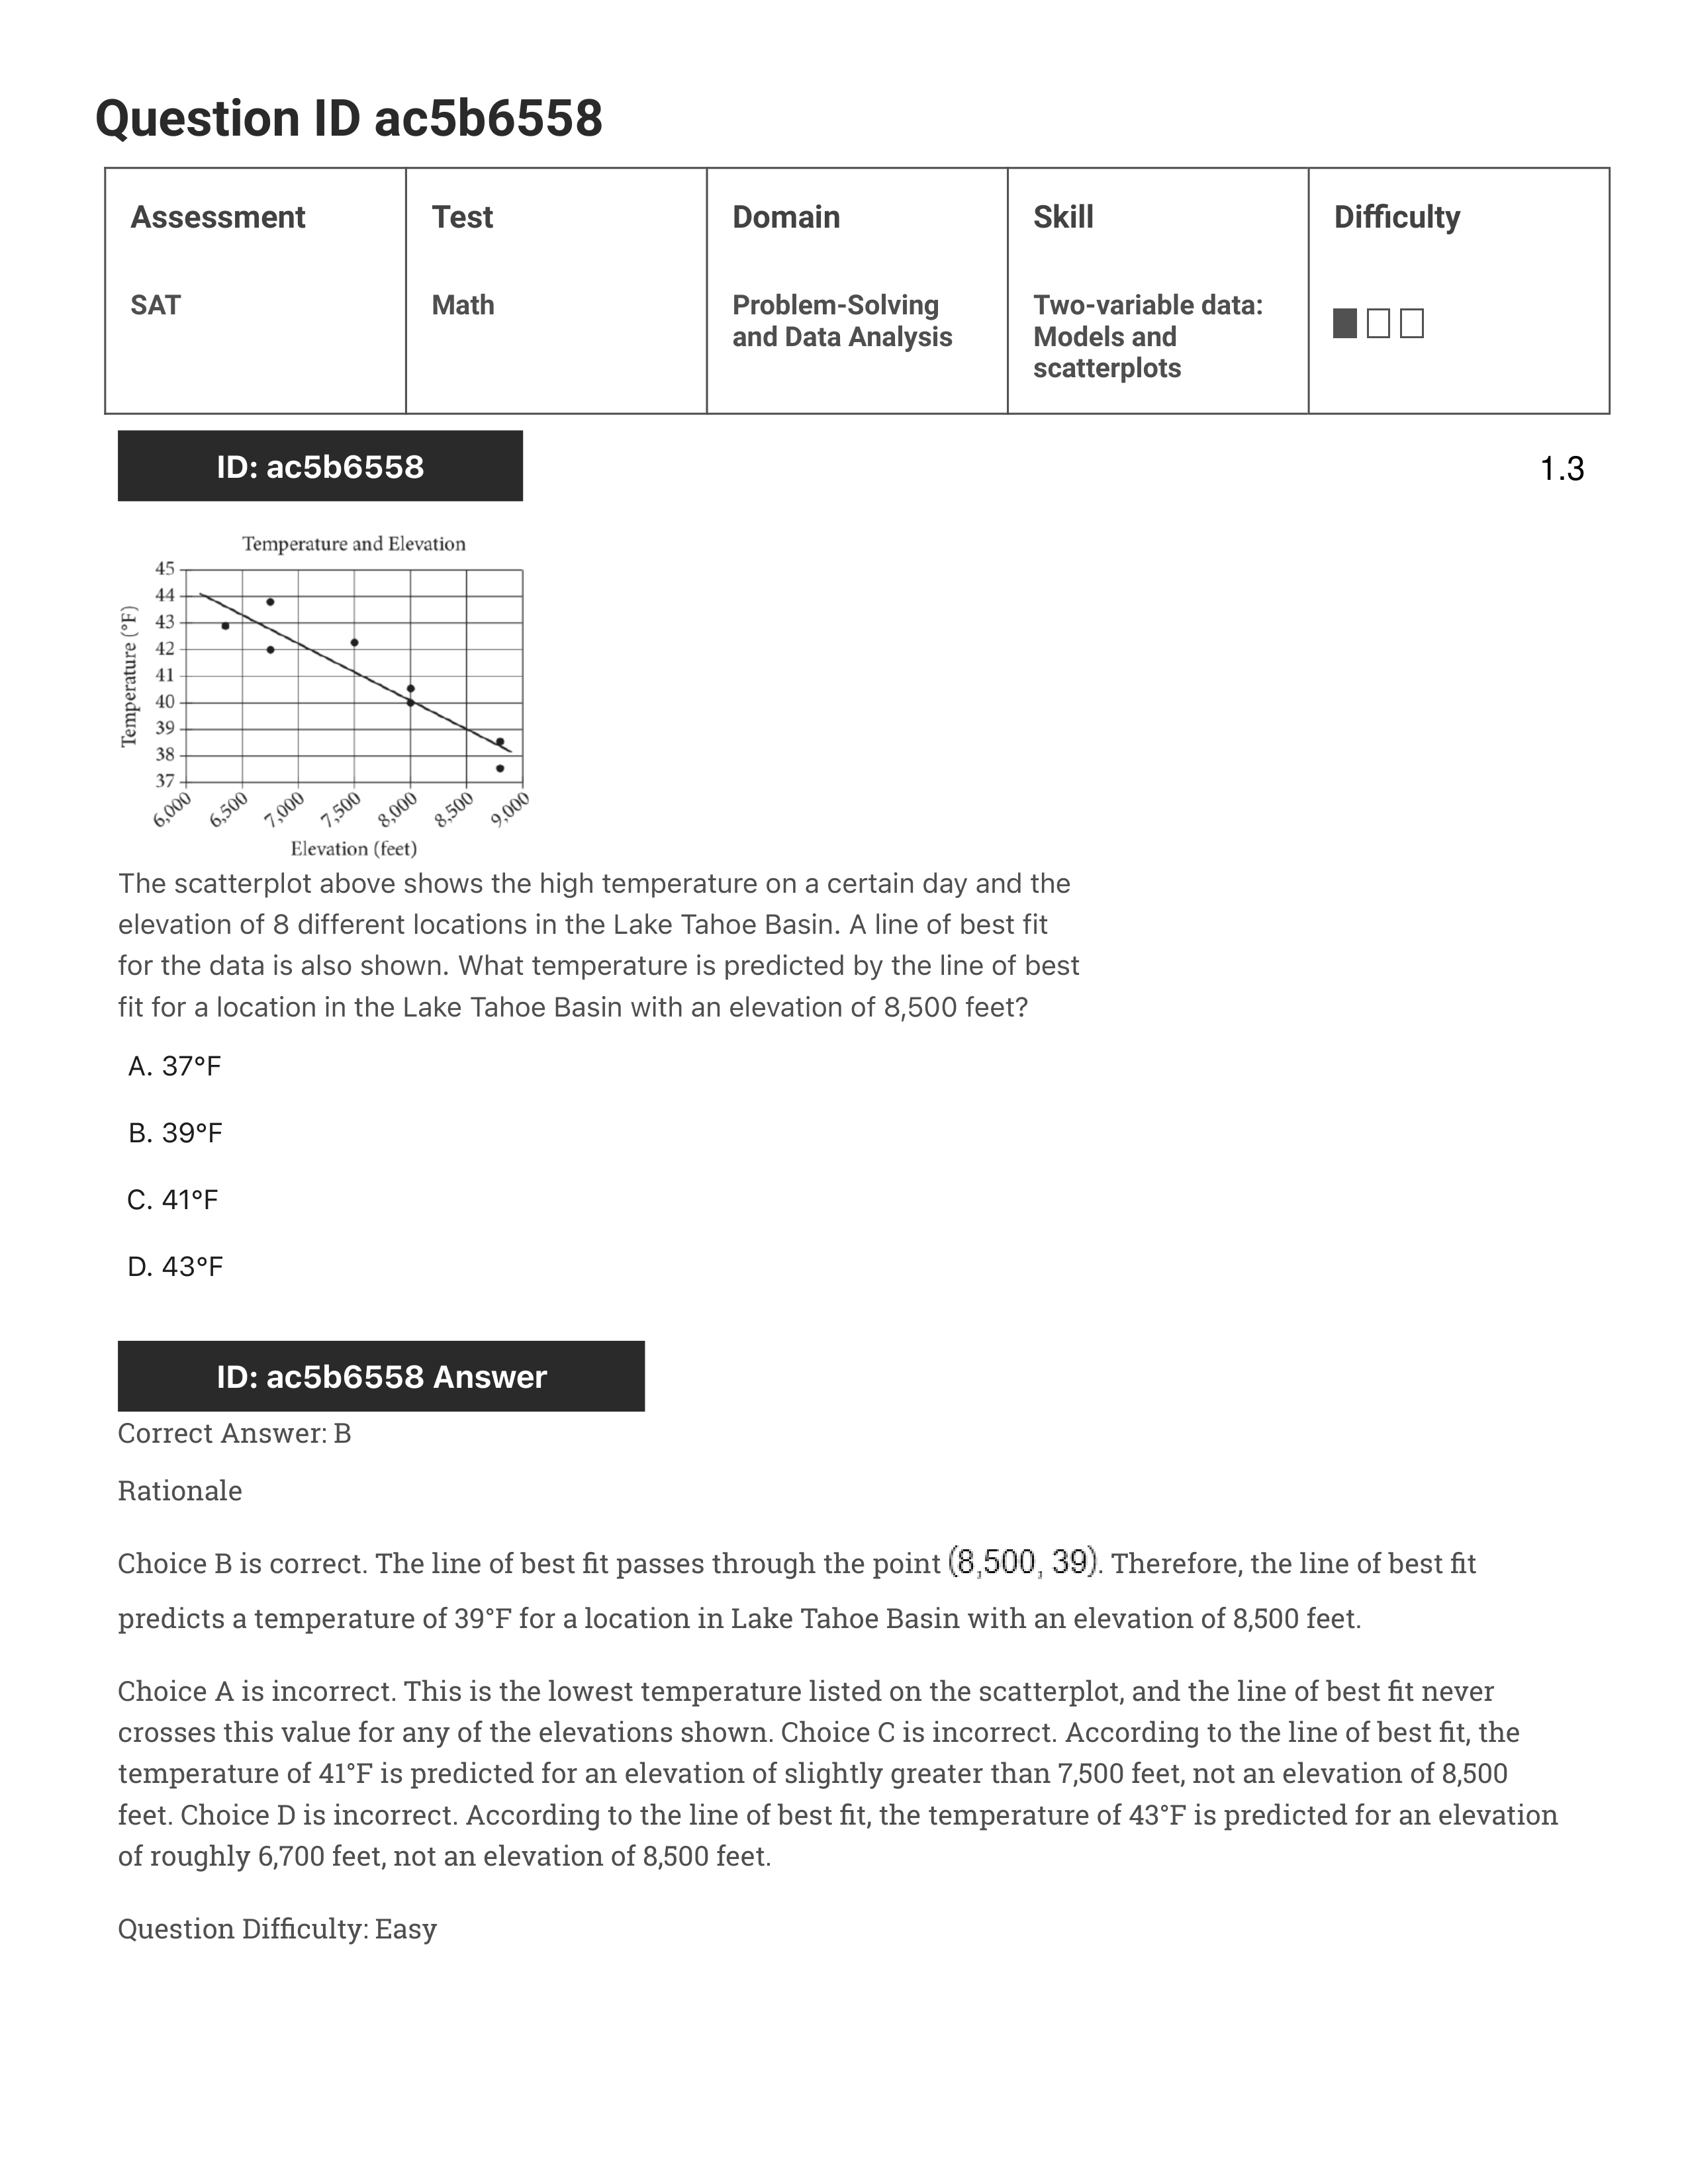 Question ID ac5b6558
Assessment Test Domain Skill Difficulty
SAT Math Problem-Solving and Data Analysis Two-variable data: Models and scatterplots
ID: ac5b6558
1.3
Temperature and Elevation
Temperature (°F)
45
44
43
42
41
40
39
38
37
6,000 6,500 7,000 7,500 8,000 8,500 9,000
Elevation (feet)
The scatterplot above shows the high temperature on a certain day and the
elevation of 8 different locations in the Lake Tahoe Basin. A line of best fit
for the data is also shown. What temperature is predicted by the line of best
fit for a location in the Lake Tahoe Basin with an elevation of 8,500 feet?
A. 37°F
B. 39°F
C. 41°F
D. 43°F
ID: ac5b6558 Answer
Correct Answer: B
Rationale
Choice B is correct. The line of best fit passes through the point (8,500, 39). Therefore, the line of best fit
predicts a temperature of 39°F for a location in Lake Tahoe Basin with an elevation of 8,500 feet.
Choice A is incorrect. This is the lowest temperature listed on the scatterplot, and the line of best fit never
crosses this value for any of the elevations shown. Choice C is incorrect. According to the line of best fit, the
temperature of 41°F is predicted for an elevation of slightly greater than 7,500 feet, not an elevation of 8,500
feet. Choice D is incorrect. According to the line of best fit, the temperature of 43°F is predicted for an elevation
of roughly 6,700 feet, not an elevation of 8,500 feet.
Question Difficulty: Easy